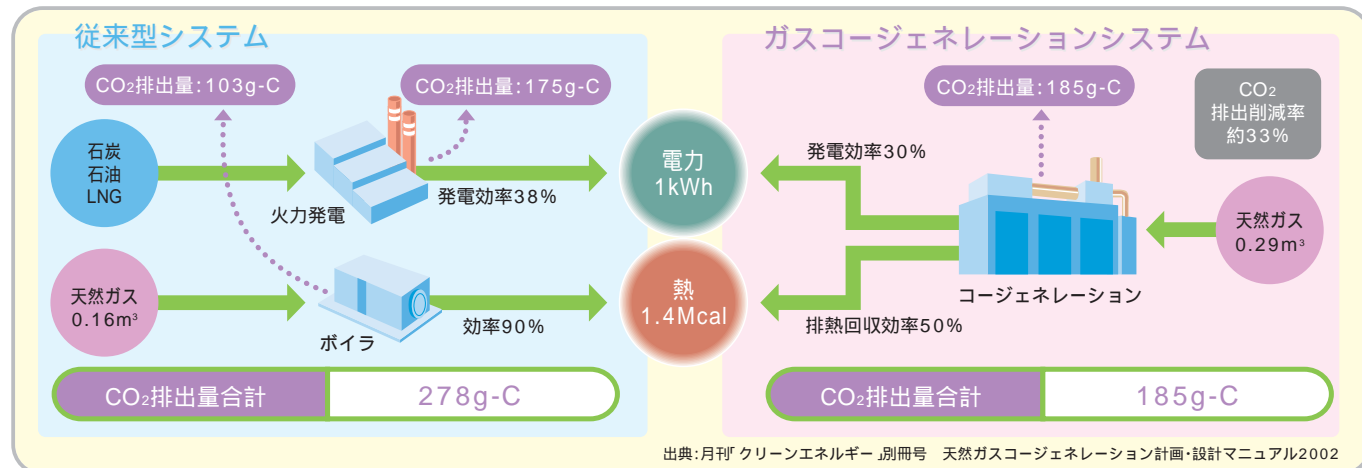 従来型システム
CO₂排出量:103g-C
CO₂排出量:175g-C
石炭
石油
LNG
火力発電
発電効率38%
天然ガス
0.16m³
ボイラ
効率90%
電力
1kWh
熱
1.4Mcal
CO₂排出量合計
278g-C
ガスコージェネレーションシステム
CO₂排出量:185g-C
CO₂
排出削減率
約33%
発電効率30%
天然ガス
0.29m³
コージェネレーション
排熱回収効率50%
CO₂排出量合計
185g-C
出典:月刊「クリーンエネルギー」別冊号 天然ガスコージェネレーション計画・設計マニュアル2002